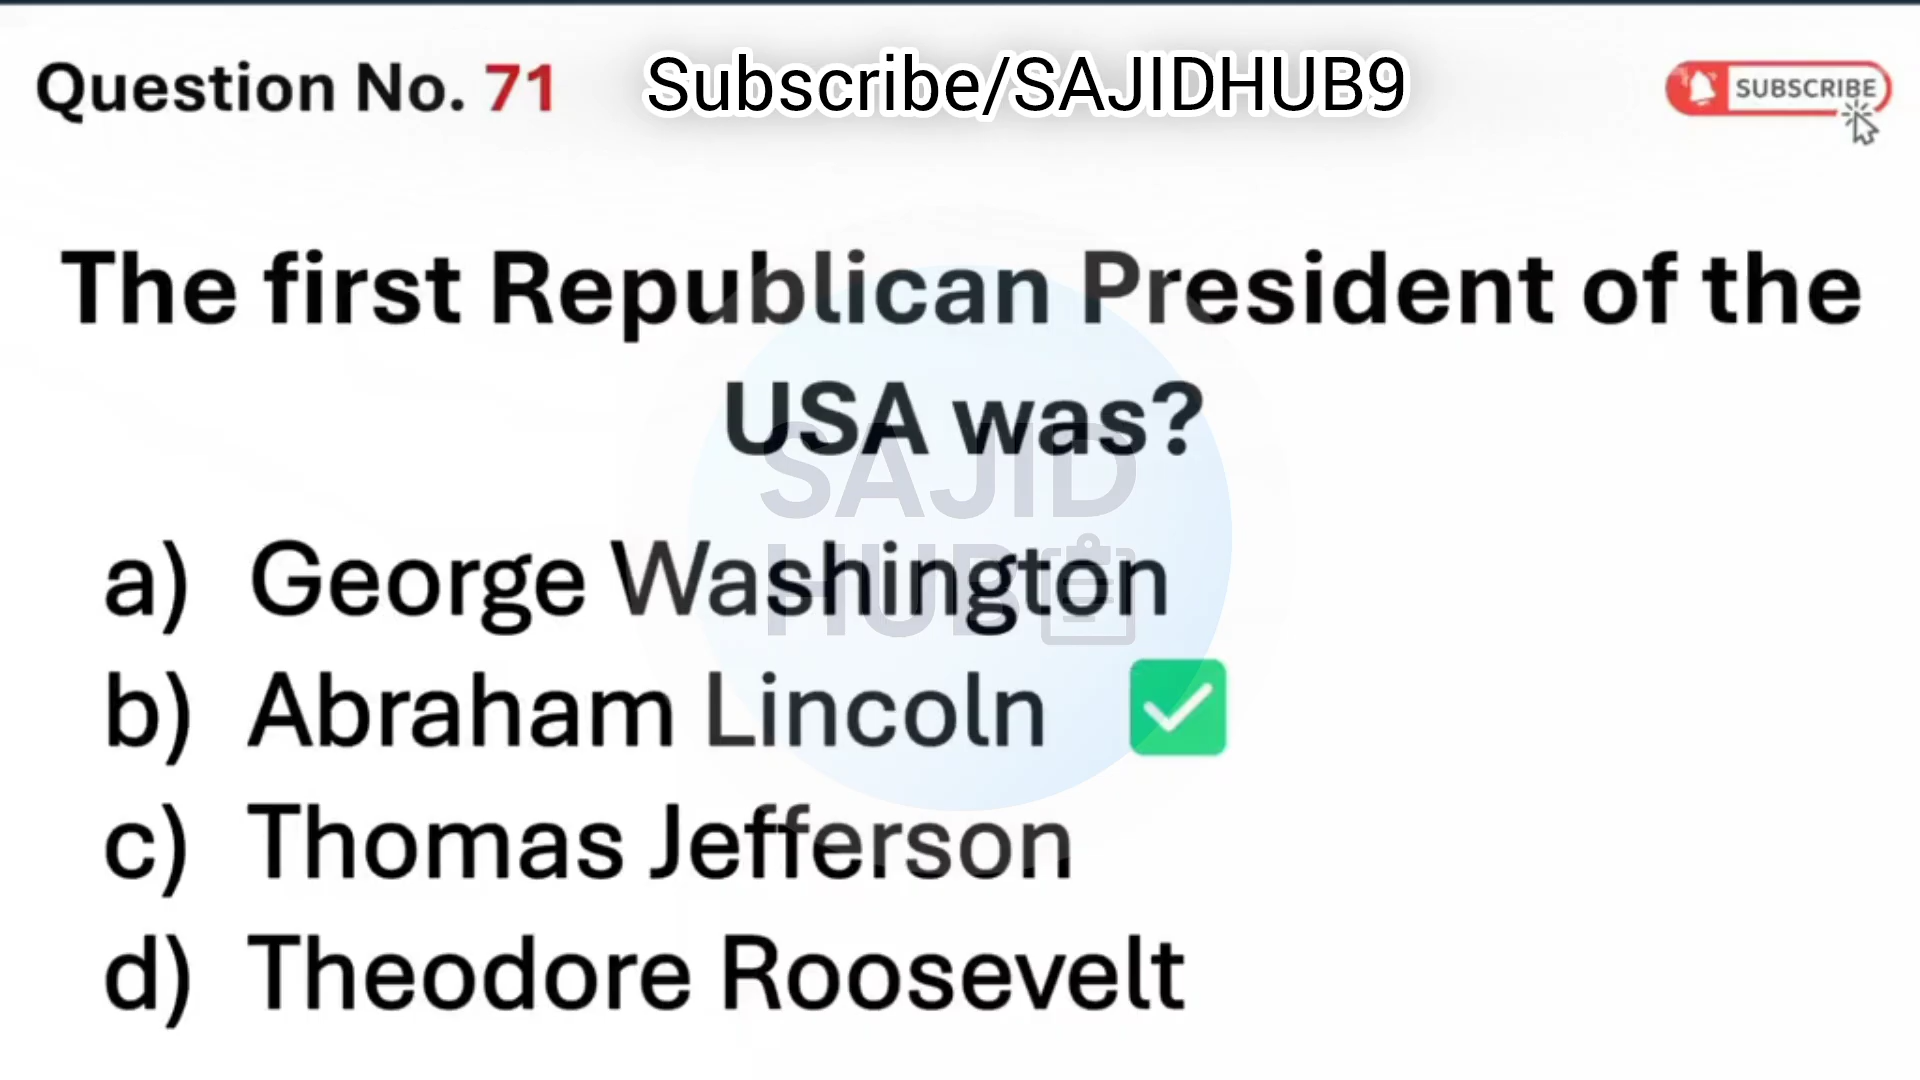 Question No. 71 Subscribe/SAJIDHUB9 SUBSCRIBE
The first Republican President of the
USA was?
SAJID
HUB
a) George Washington
b) Abraham Lincoln
c) Thomas Jefferson
d) Theodore Roosevelt